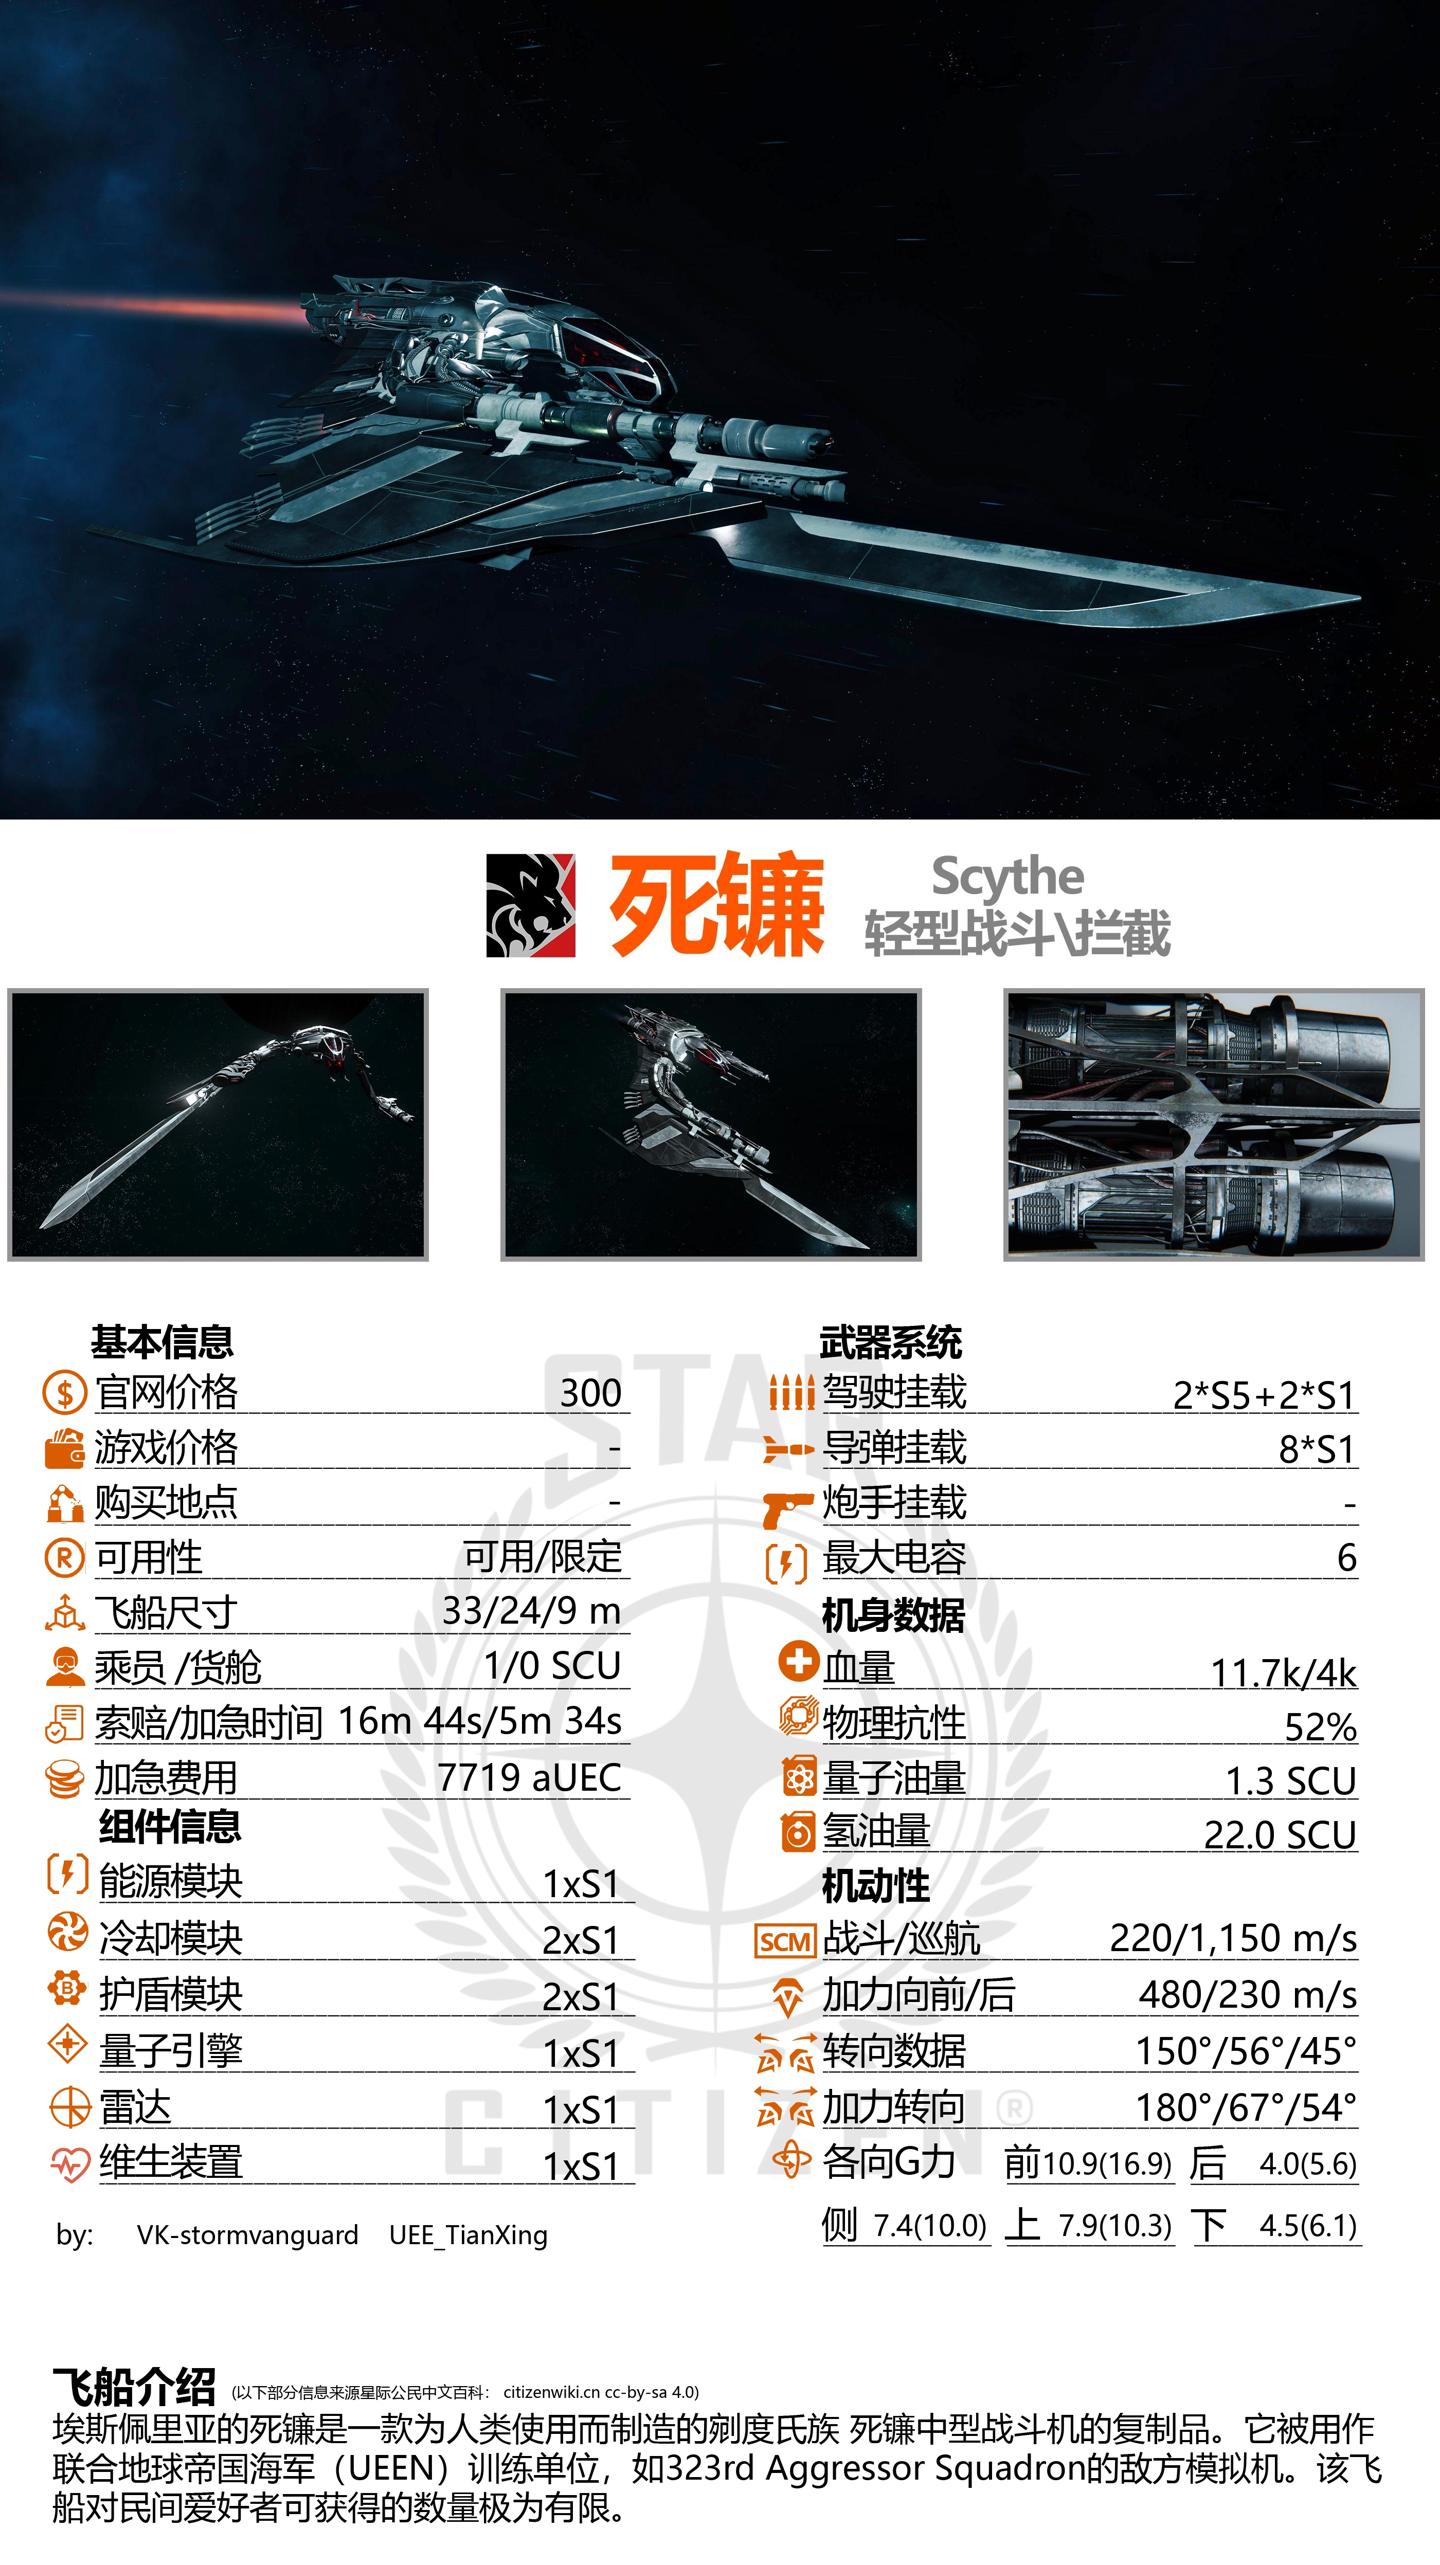 死镰
Scythe
轻型战斗\拦截
基本信息
官网价格 300
游戏价格 -
购买地点 -
可用性 可用/限定
飞船尺寸 33/24/9 m
乘员 /货舱 1/0 SCU
索赔/加急时间 16m 44s/5m 34s
加急费用 7719 aUEC
组件信息
能源模块 1xS1
冷却模块 2xS1
护盾模块 2xS1
量子引擎 1xS1
雷达 1xS1
维生装置 1xS1
by: VK-stormvanguard UEE_TianXing
武器系统
驾驶挂载 2*S5+2*S1
导弹挂载 8*S1
炮手挂载 -
最大电容 6
机身数据
血量 11.7k/4k
物理抗性 52%
量子油量 1.3 SCU
氢油量 22.0 SCU
机动性
SCM 战斗/巡航 220/1,150 m/s
加力向前/后 480/230 m/s
转向数据 150°/56°/45°
加力转向 180°/67°/54°
各向G力 前10.9(16.9) 后 4.0(5.6)
侧 7.4(10.0) 上 7.9(10.3) 下 4.5(6.1)
STAR
CITIZEN®
飞船介绍 (以下部分信息来源星际公民中文百科： citizenwiki.cn cc-by-sa 4.0)
埃斯佩里亚的死镰是一款为人类使用而制造的剜度氏族 死镰中型战斗机的复制品。它被用作
联合地球帝国海军（UEEN）训练单位，如323rd Aggressor Squadron的敌方模拟机。该飞
船对民间爱好者可获得的数量极为有限。